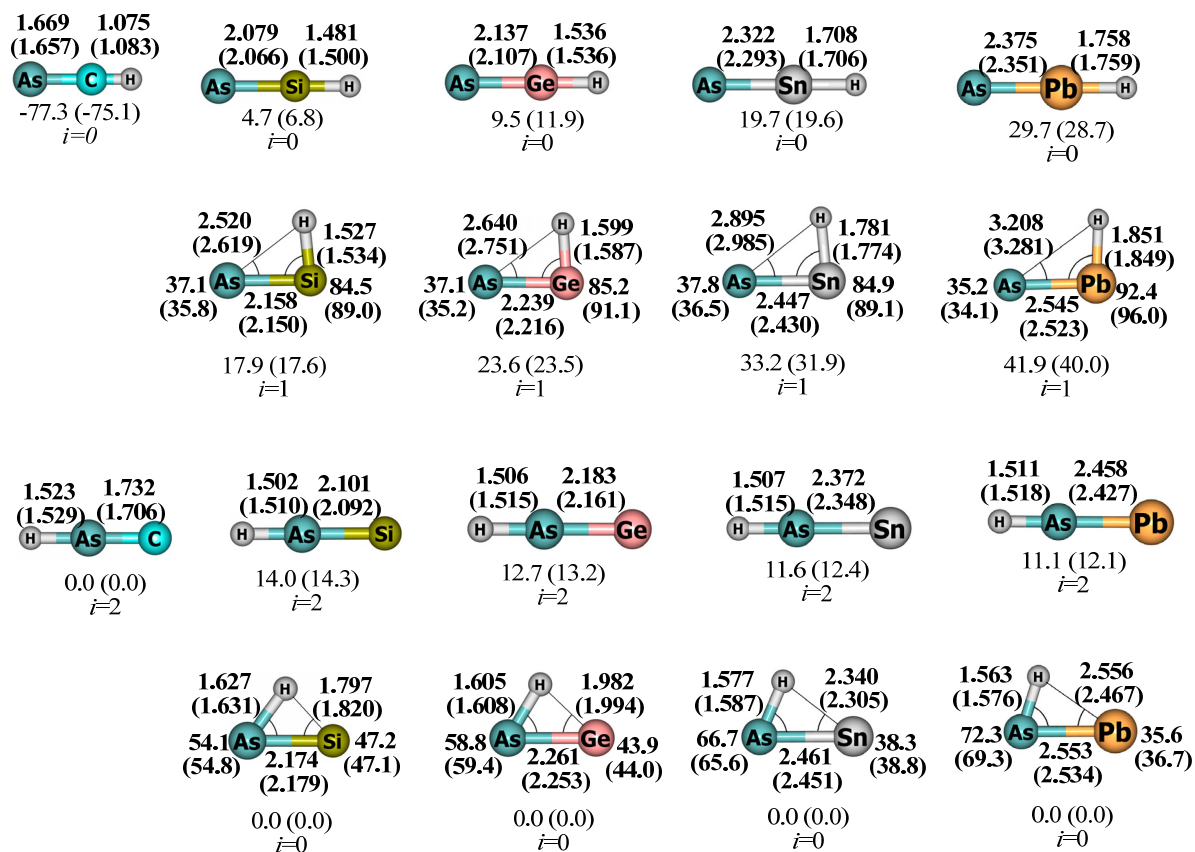 1.669 1.075
(1.657) (1.083)
As C H
-77.3 (-75.1)
i=0
2.079 1.481
(2.066) (1.500)
As Si H
4.7 (6.8)
i=0
2.137 1.536
(2.107) (1.536)
As Ge H
9.5 (11.9)
i=0
2.322 1.708
(2.293) (1.706)
As Sn H
19.7 (19.6)
i=0
2.375 1.758
(2.351) (1.759)
As Pb H
29.7 (28.7)
i=0
2.520 H 1.527
(2.619) (1.534)
37.1 As Si 84.5
(35.8) 2.158 (89.0)
(2.150)
17.9 (17.6)
i=1
2.640 H 1.599
(2.751) (1.587)
37.1 As Ge 85.2
(35.2) 2.239 (91.1)
(2.216)
23.6 (23.5)
i=1
2.895 H 1.781
(2.985) (1.774)
37.8 As Sn 84.9
(36.5) 2.447 (89.1)
(2.430)
33.2 (31.9)
i=1
3.208 H 1.851
(3.281) (1.849)
35.2 As Pb 92.4
(34.1) 2.545 (96.0)
(2.523)
41.9 (40.0)
i=1
1.523 1.732
(1.529) (1.706)
H As C
0.0 (0.0)
i=2
1.502 2.101
(1.510) (2.092)
H As Si
14.0 (14.3)
i=2
1.506 2.183
(1.515) (2.161)
H As Ge
12.7 (13.2)
i=2
1.507 2.372
(1.515) (2.348)
H As Sn
11.6 (12.4)
i=2
1.511 2.458
(1.518) (2.427)
H As Pb
11.1 (12.1)
i=2
1.627 H 1.797
(1.631) (1.820)
54.1 As Si 47.2
(54.8) 2.174 (47.1)
(2.179)
0.0 (0.0)
i=0
1.605 H 1.982
(1.608) (1.994)
58.8 As Ge 43.9
(59.4) 2.261 (44.0)
(2.253)
0.0 (0.0)
i=0
1.577 H 2.340
(1.587) (2.305)
66.7 As Sn 38.3
(65.6) 2.461 (38.8)
(2.451)
0.0 (0.0)
i=0
1.563 H 2.556
(1.576) (2.467)
72.3 As Pb 35.6
(69.3) 2.553 (36.7)
(2.534)
0.0 (0.0)
i=0